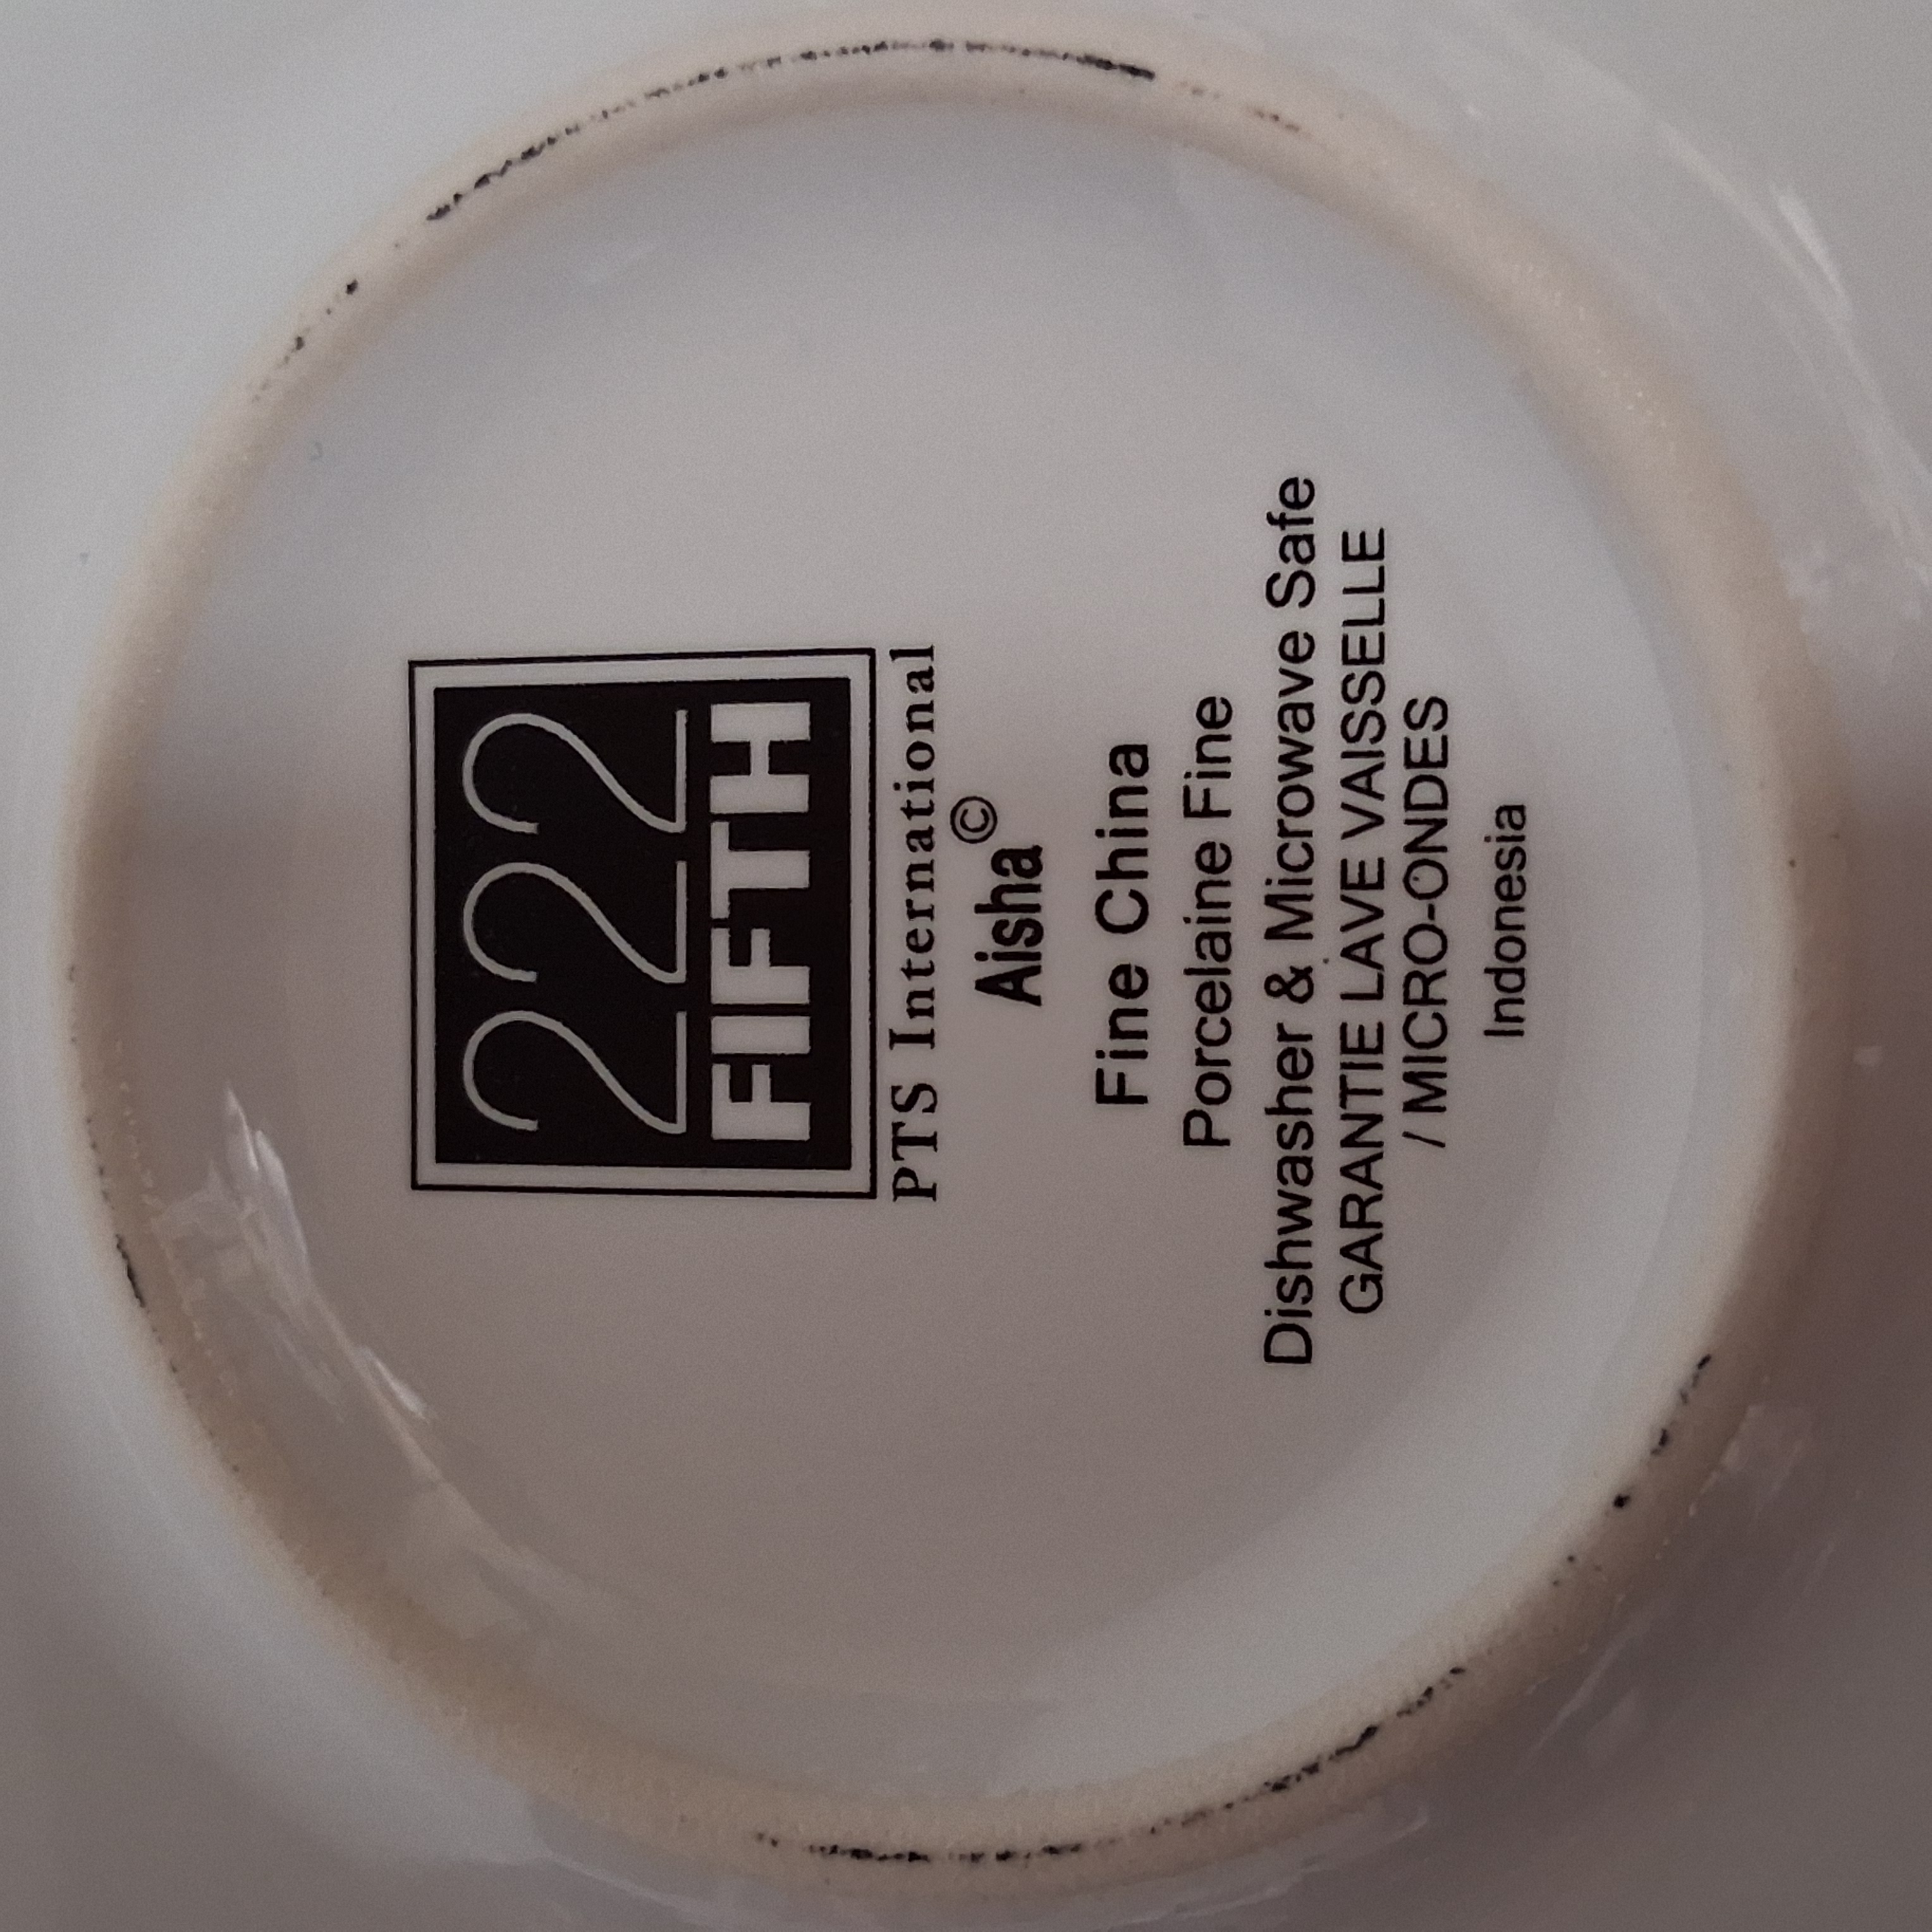 222
FIFTH
PTS International
Aisha©
Fine China
Porcelaine Fine
Dishwasher & Microwave Safe
GARANTIE LAVE VAISSELLE
/ MICRO-ONDES
Indonesia